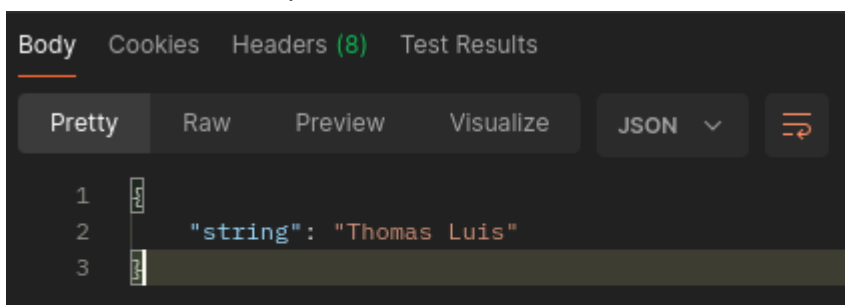 Body Cookies Headers (8) Test Results
Pretty Raw Preview Visualize JSON
1 {
2 "string": "Thomas Luis"
3 }